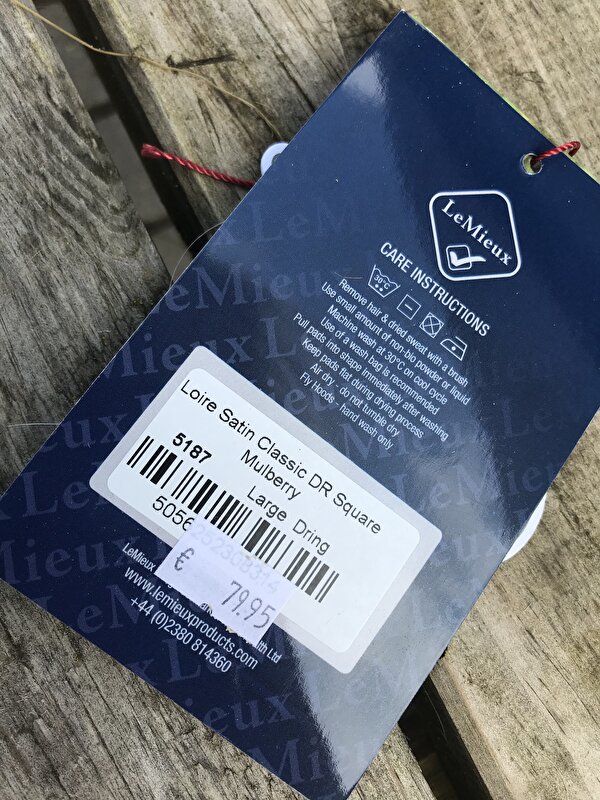 LeMieux
CARE INSTRUCTIONS
30°C
Remove hair & dried sweat with a brush
Use small amount of non-bio powder or liquid
Machine wash at 30°C on cool cycle
Use of a wash bag is recommended
Pull pads into shape immediately after washing
Keep pads flat during drying process
Air dry - do not tumble dry
Fly Hoods - hand wash only
Loire Satin Classic DR Square
5187
Mulberry
Large Dring
5056
€ 79.95
LeMieux
Ltd
www.lemieuxproducts.com
+44 (0)2380 814360